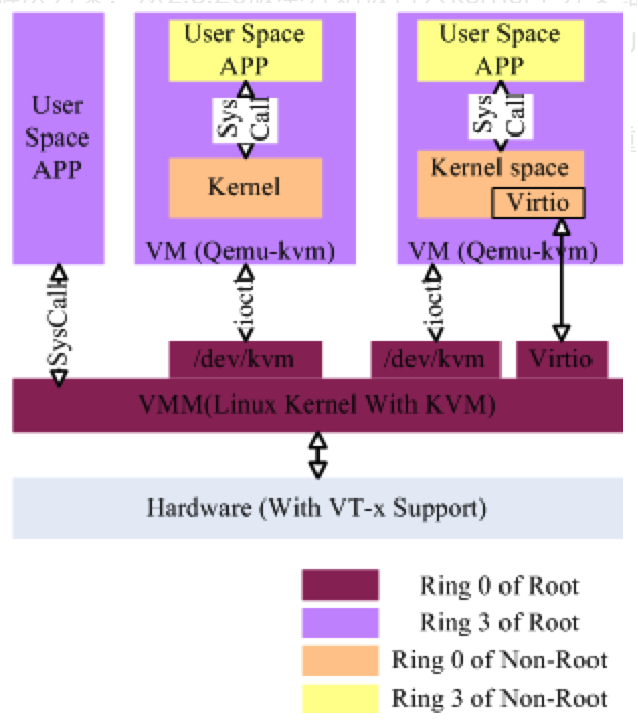 User Space
APP
User Space
APP
User
Space
APP
Sys
Call
Sys
Call
Kernel
Kernel space
Virtio
VM (Qemu-kvm)
VM (Qemu-kvm)
SysCall
ioctl
ioctl
/dev/kvm
/dev/kvm
Virtio
VMM(Linux Kernel With KVM)
Hardware (With VT-x Support)
Ring 0 of Root
Ring 3 of Root
Ring 0 of Non-Root
Ring 3 of Non-Root